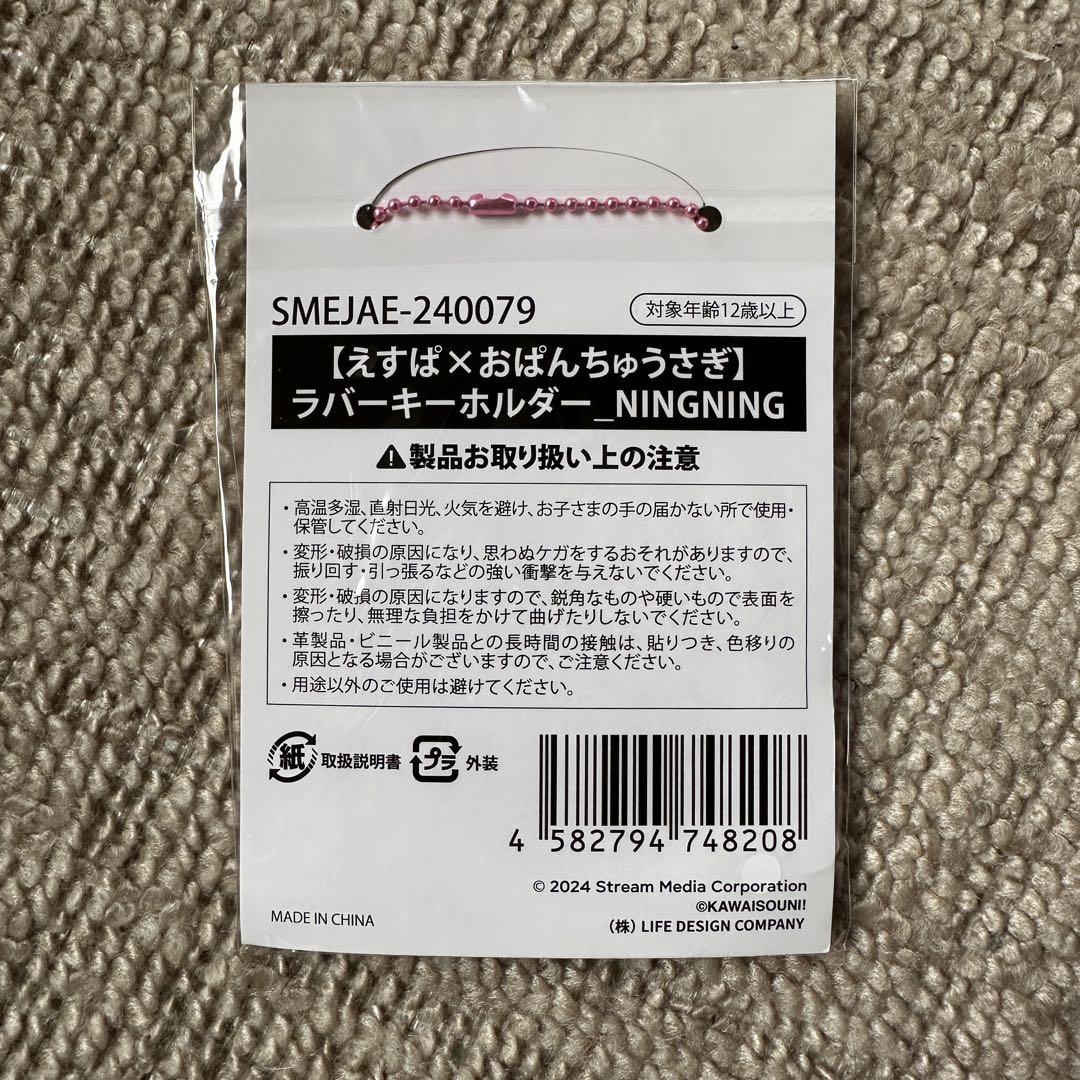 SMEJAE-240079
対象年齢12歳以上
【えすぱ×おぱんちゅうさぎ】
ラバーキーホルダー_NINGNING
⚠製品お取り扱い上の注意
・高温多湿、直射日光、火気を避け、お子さまの手の届かない所で使用・
保管してください。
・変形・破損の原因になり、思わぬケガをするおそれがありますので、
振り回す・引っ張るなどの強い衝撃を与えないでください。
・変形・破損の原因になりますので、鋭角なものや硬いもので表面を
擦ったり、無理な負担をかけて曲げたりしないでください。
・革製品・ビニール製品との長時間の接触は、貼りつき、色移りの
原因となる場合がございますので、ご注意ください。
・用途以外のご使用は避けてください。
紙 取扱説明書 プラ 外装
4 582794 748208
© 2024 Stream Media Corporation
©KAWAISOUNI!
MADE IN CHINA
(株) LIFE DESIGN COMPANY